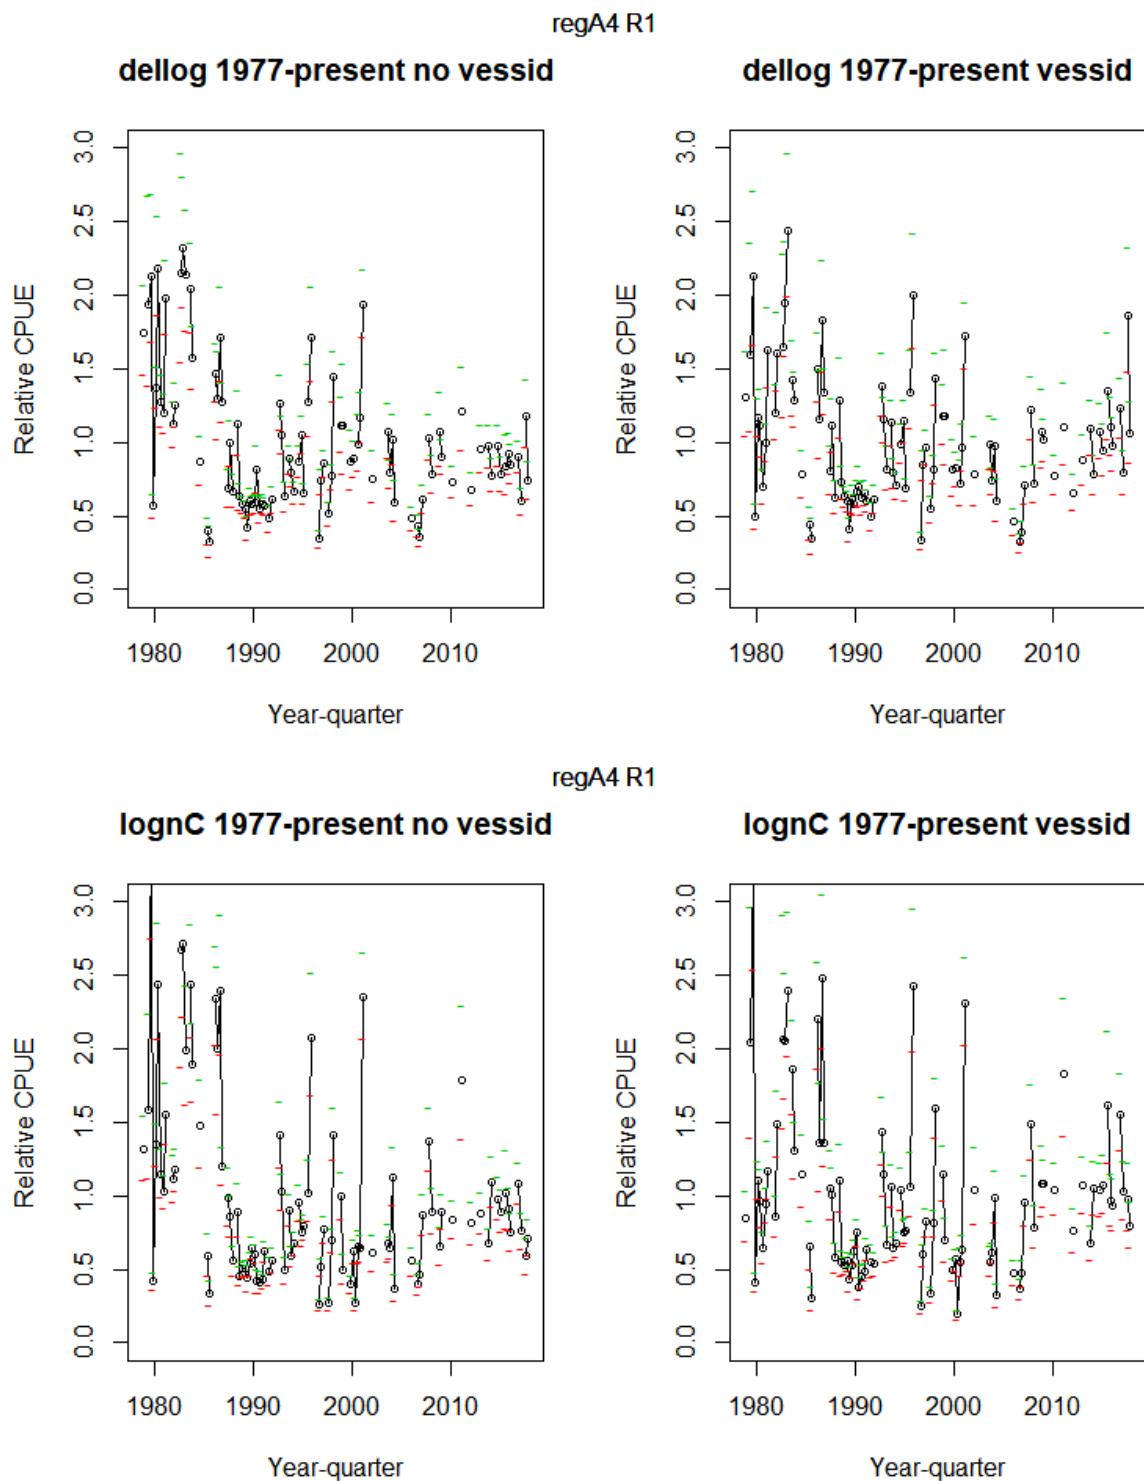 regA4 R1
dellog 1977-present no vessid
dellog 1977-present vessid
Relative CPUE
0.0 0.5 1.0 1.5 2.0 2.5 3.0
1980 1990 2000 2010
Year-quarter
Relative CPUE
0.0 0.5 1.0 1.5 2.0 2.5 3.0
1980 1990 2000 2010
Year-quarter
regA4 R1
lognC 1977-present no vessid
lognC 1977-present vessid
Relative CPUE
0.0 0.5 1.0 1.5 2.0 2.5 3.0
1980 1990 2000 2010
Year-quarter
Relative CPUE
0.0 0.5 1.0 1.5 2.0 2.5 3.0
1980 1990 2000 2010
Year-quarter